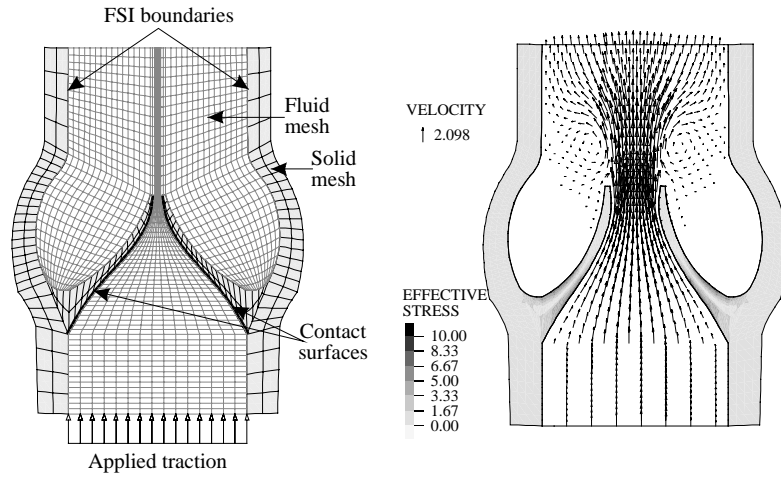 FSI boundaries
Fluid
mesh
Solid
mesh
Contact
surfaces
Applied traction
VELOCITY
2.098
EFFECTIVE
STRESS
10.00
8.33
6.67
5.00
3.33
1.67
0.00